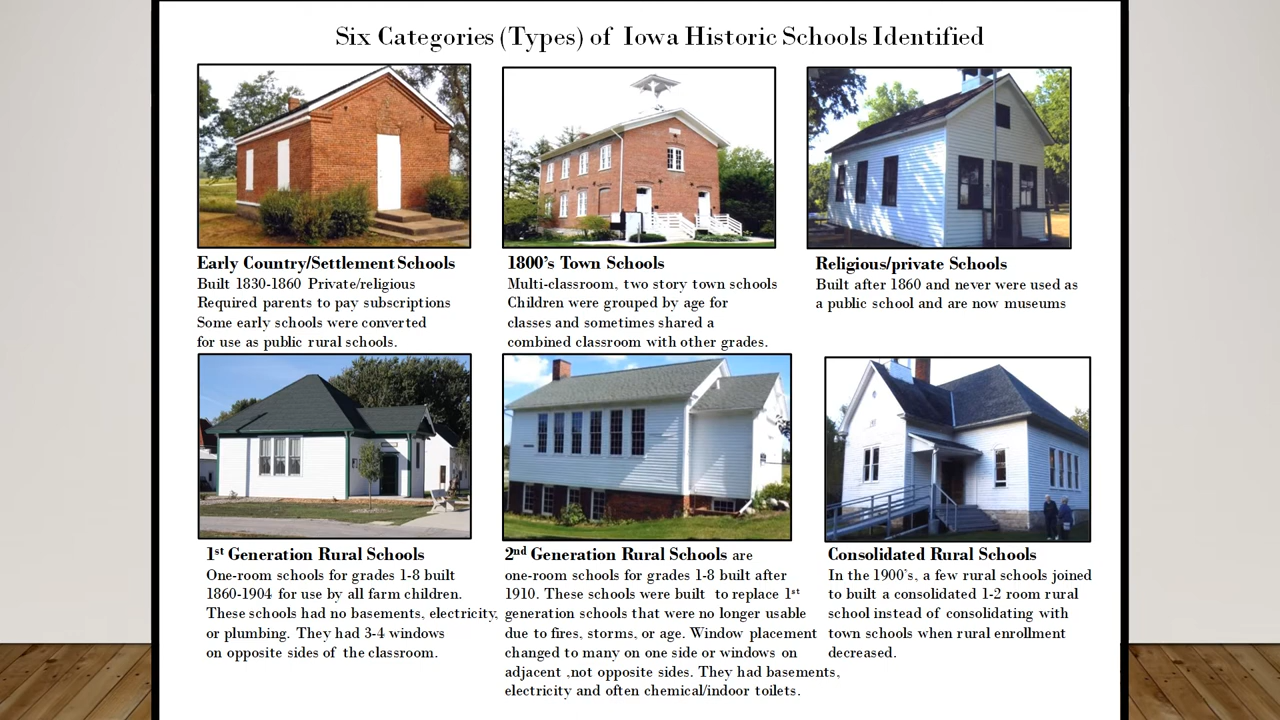 Six Categories (Types) of Iowa Historic Schools Identified
Early Country/Settlement Schools
Built 1830-1860 Private/religious
Required parents to pay subscriptions
Some early schools were converted
for use as public rural schools.
1800's Town Schools
Multi-classroom, two story town schools
Children were grouped by age for
classes and sometimes shared a
combined classroom with other grades.
Religious/private Schools
Built after 1860 and never were used as
a public school and are now museums
1st Generation Rural Schools
One-room schools for grades 1-8 built
1860-1904 for use by all farm children.
These schools had no basements, electricity,
or plumbing. They had 3-4 windows
on opposite sides of the classroom.
2nd Generation Rural Schools are
one-room schools for grades 1-8 built after
1910. These schools were built to replace 1st
generation schools that were no longer usable
due to fires, storms, or age. Window placement
changed to many on one side or windows on
adjacent ,not opposite sides. They had basements,
electricity and often chemical/indoor toilets.
Consolidated Rural Schools
In the 1900's, a few rural schools joined
to built a consolidated 1-2 room rural
school instead of consolidating with
town schools when rural enrollment
decreased.